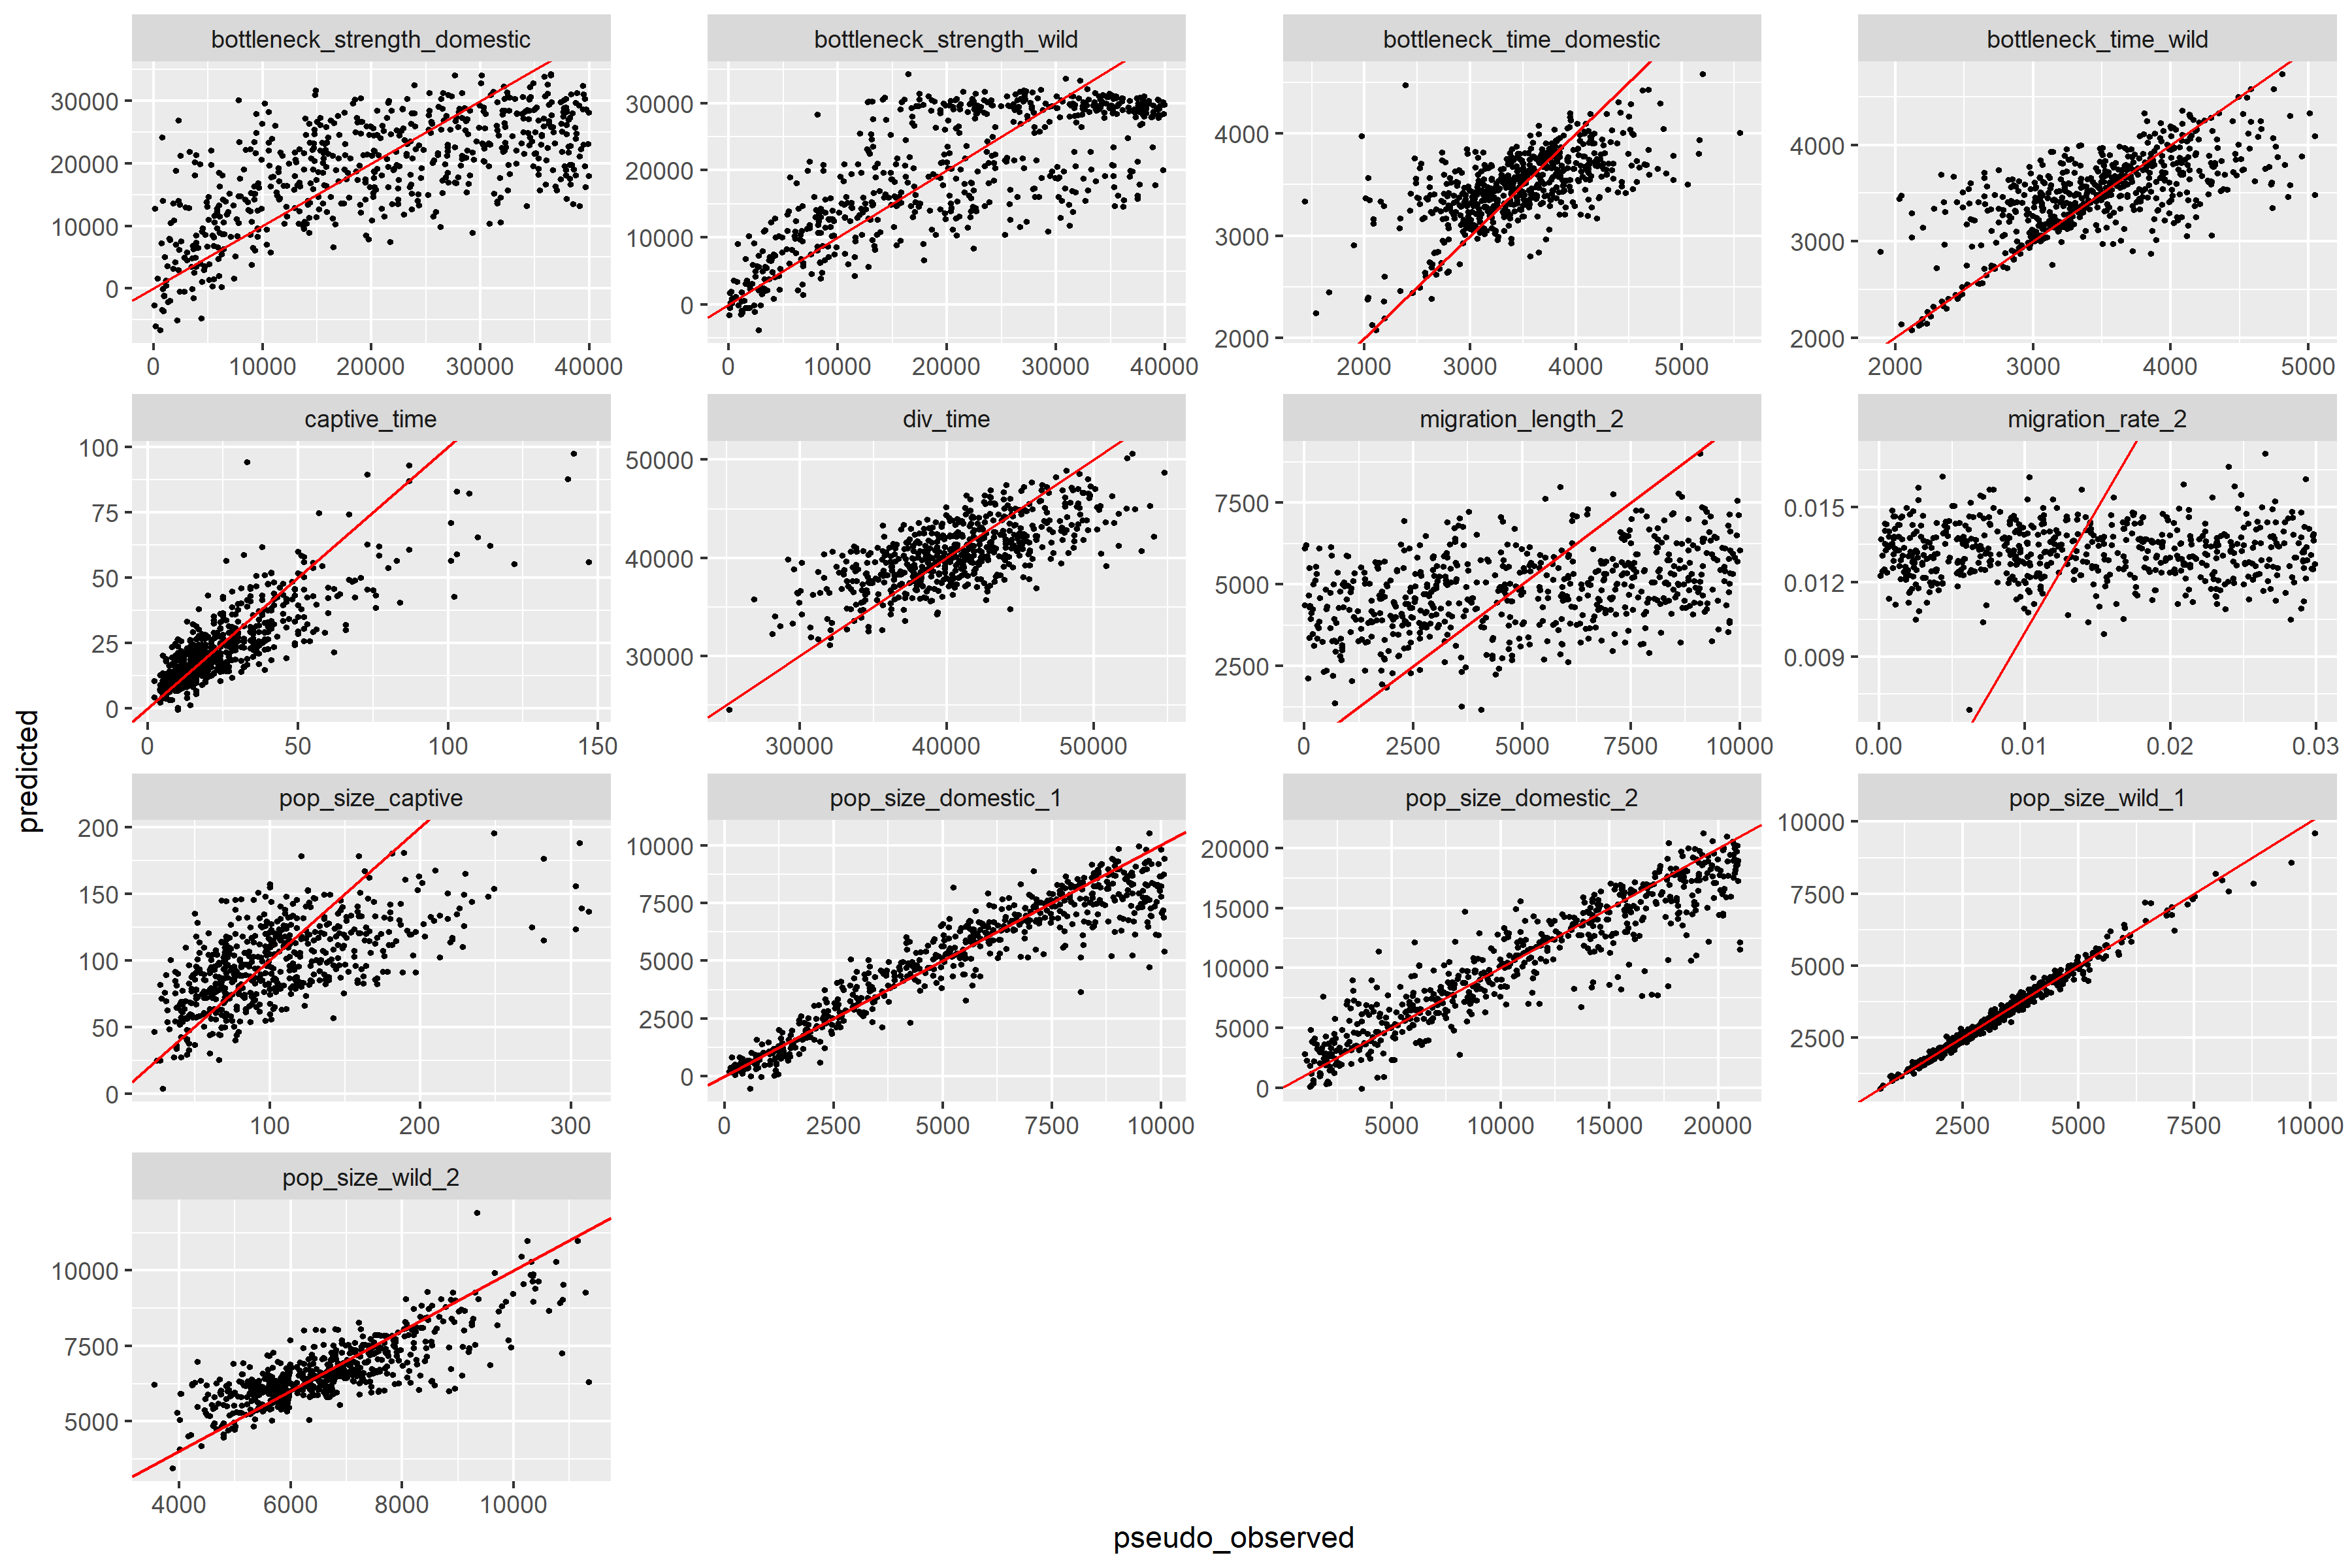 bottleneck_strength_domestic bottleneck_strength_wild bottleneck_time_domestic bottleneck_time_wild
30000 30000 4000 4000
20000 20000 3000 3000
10000 10000 2000 2000
0 0
0 10000 20000 30000 40000 0 10000 20000 30000 40000 2000 3000 4000 5000 2000 3000 4000 5000
captive_time div_time migration_length_2 migration_rate_2
100 50000 7500 0.015
75 40000 5000 0.012
50 30000 2500 0.009
25
0
0 50 100 150 30000 40000 50000 0 2500 5000 7500 10000 0.00 0.01 0.02 0.03
predicted
pop_size_captive pop_size_domestic_1 pop_size_domestic_2 pop_size_wild_1
200 10000 20000 10000
150 7500 15000 7500
100 5000 10000 5000
50 2500 5000 2500
0 0 0
100 200 300 0 2500 5000 7500 10000 5000 10000 15000 20000 2500 5000 7500 10000
pop_size_wild_2
10000
7500
5000
4000 6000 8000 10000
pseudo_observed